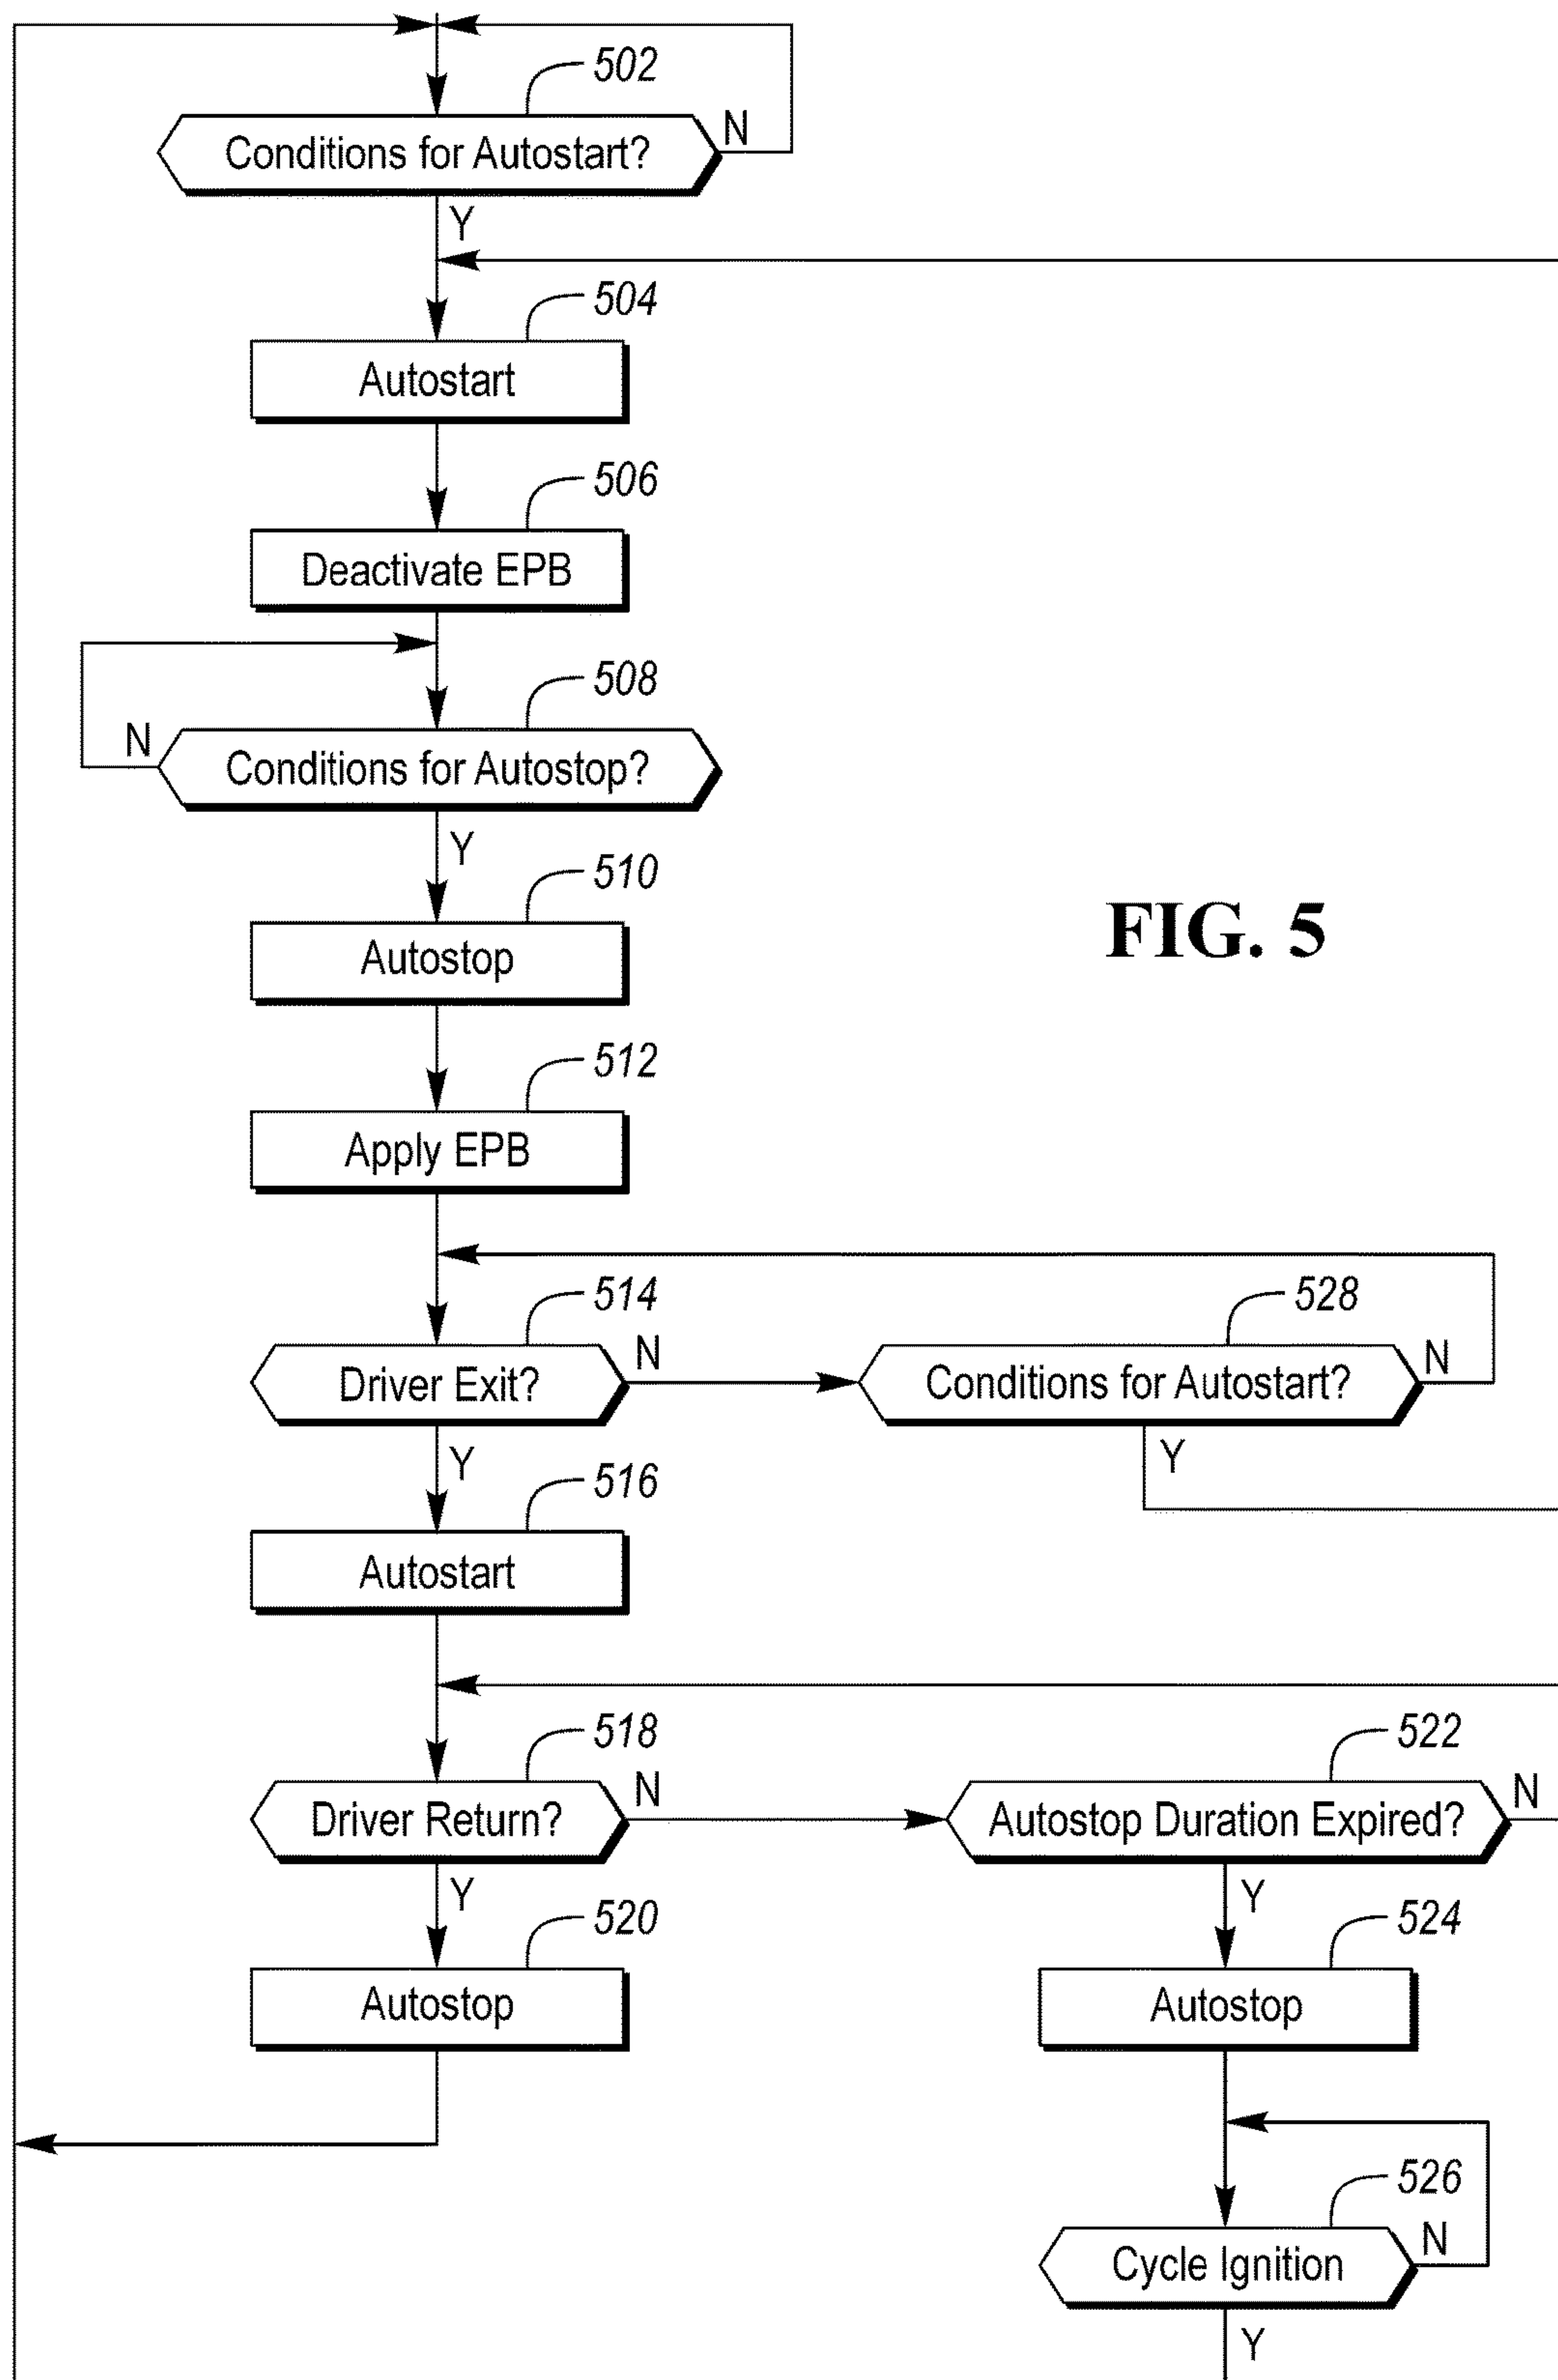 502
Conditions for Autostart?
N
Y
504
Autostart
506
Deactivate EPB
508
N
Conditions for Autostop?
Y
510
Autostop
FIG. 5
512
Apply EPB
514
Driver Exit?
N
528
Conditions for Autostart?
N
Y
Y
516
Autostart
518
Driver Return?
N
522
Autostop Duration Expired?
N
Y
Y
520
Autostop
524
Autostop
526
Cycle Ignition
N
Y